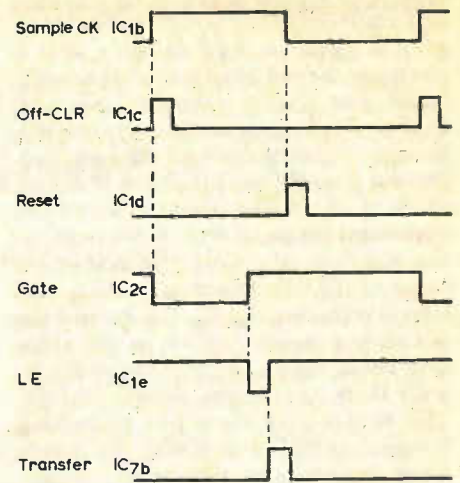 Sample CK IC1b
Off-CLR IC1c
Reset IC1d
Gate IC2c
LE IC1e
Transfer IC7b